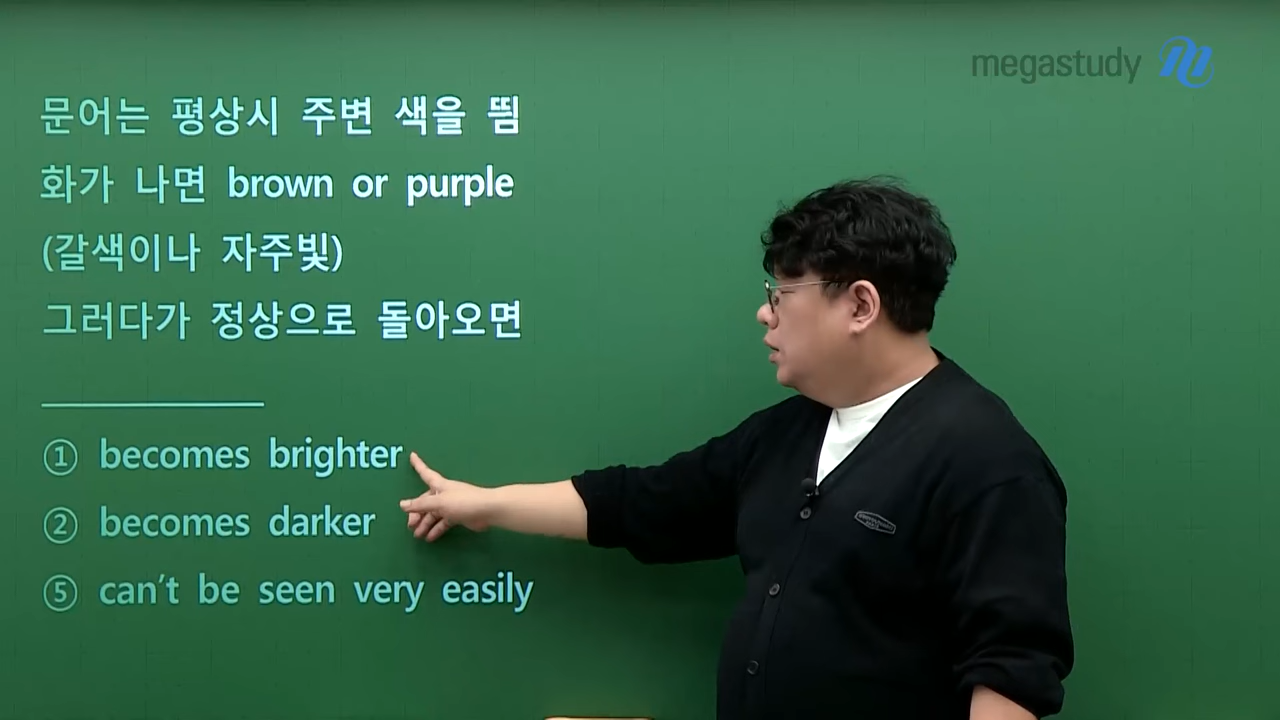 megastudy
문어는 평상시 주변 색을 띔
화가 나면 brown or purple
(갈색이나 자주빛)
그러다가 정상으로 돌아오면
① becomes brighter
② becomes darker
⑤ can't be seen very easily